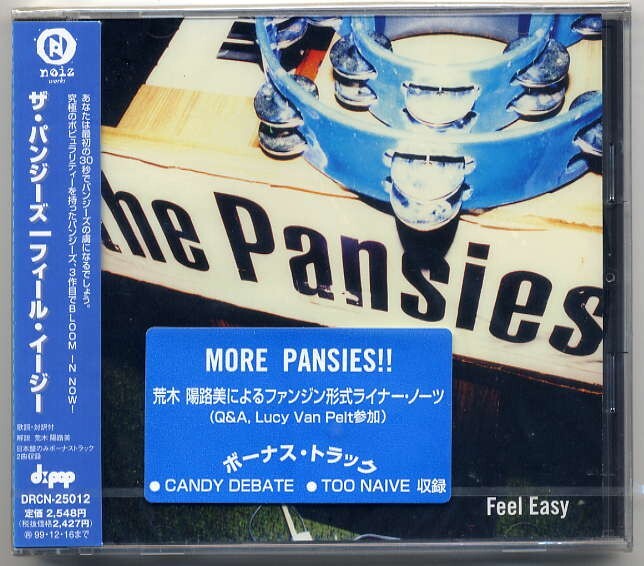 noiz
works
ザ・パンジーズ|フィール・イージー
あなたは最初の30秒でパンジーズの虜になるでしょう。
究極のポピュラリティーを持ったパンジーズ、3作目でBLOOM IN NOW!
歌詞・対訳付
解説 荒木 陽路美
日本盤のみボーナストラック
2曲収録
d:pop
DRCN-25012
定価 2,548円
(税抜価格2,427円)
Ⓟ99・12・16まで
the Pansies
MORE PANSIES!!
荒木 陽路美によるファンジン形式ライナー・ノーツ
(Q&A, Lucy Van Pelt参加)
ボーナス・トラック
● CANDY DEBATE ● TOO NAIVE 収録
Feel Easy